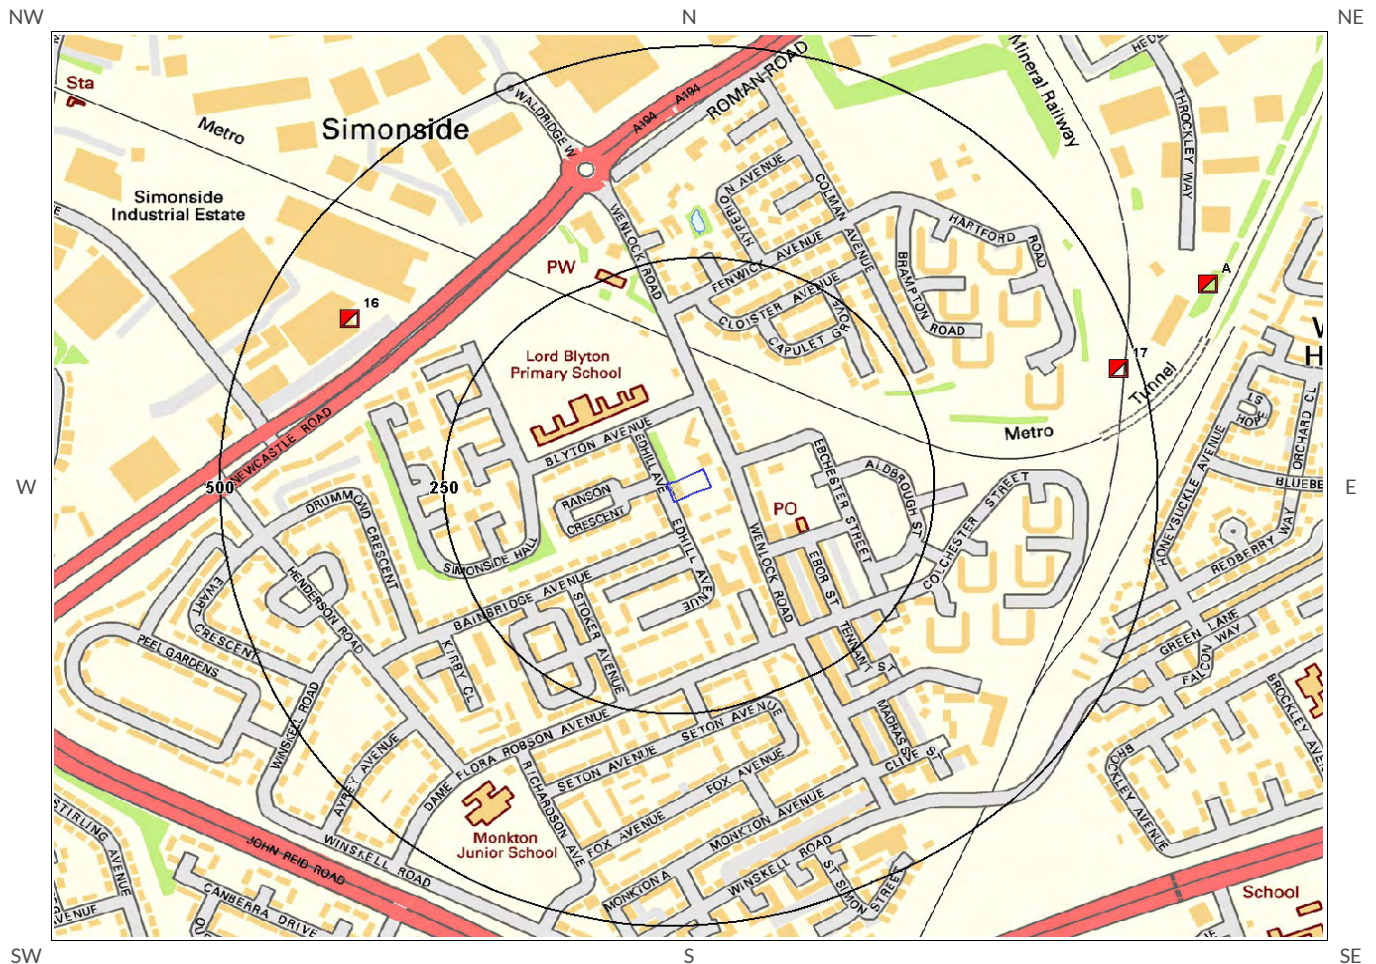 NW
N
NE
Sta
Metro
Simonside
WALDRIDGE W
A194
A194
ROMAN ROAD
Mineral Railway
HEDL
THROCKLEY WAY
Simonside
Industrial Estate
HYPERION AVENUE
COLMAN AVENUE
WENLOCK ROAD
HARTFORD ROAD
PW
FENWICK AVENUE
BRAMPTON ROAD
A
16
CLOISTER AVENUE
CAPULET GROVE
Lord Blyton
Primary School
17
Tunnel
W
H
NEWCASTLE ROAD
BLYTON AVENUE
EDHILL AVE
Metro
HOPE
ORCHARD CL
HONEYSUCKLE AVENUE
W
500
250
RANSON
CRESCENT
EBCHESTER STREET
ALDBROUGH ST
COLCHESTER STREET
BLUEBE
E
DRUMMOND CRESCENT
PO
SIMONSIDE HALL
EDHILL AVENUE
WENLOCK ROAD
EBOR ST
REDBERRY WAY
HENDERSON ROAD
EWART CRESCENT
BAINBRIDGE AVENUE
STOKER AVENUE
TENNANT ST
GREEN LANE
FALCON WAY
PEEL GARDENS
KIRBY CL
WINSKELL ROAD
BROCKLEY AVE
DAME FLORA ROBSON AVENUE
SETON AVENUE
SETON AVENUE
MADRAS ST
CLIVE ST
BROCKLEY AVENUE
AYREY AVENUE
RICHARDSON AVE
FOX AVENUE
FOX AVENUE
MONKTON AVENUE
Monkton
Junior School
STIRLING AVENUE
JOHN REID ROAD
WINSKELL ROAD
WINSKELL ROAD
MONKTON A
ST SIMON STREET
CANBERRA DRIVE
VENUE
QUE
School
SW
S
SE